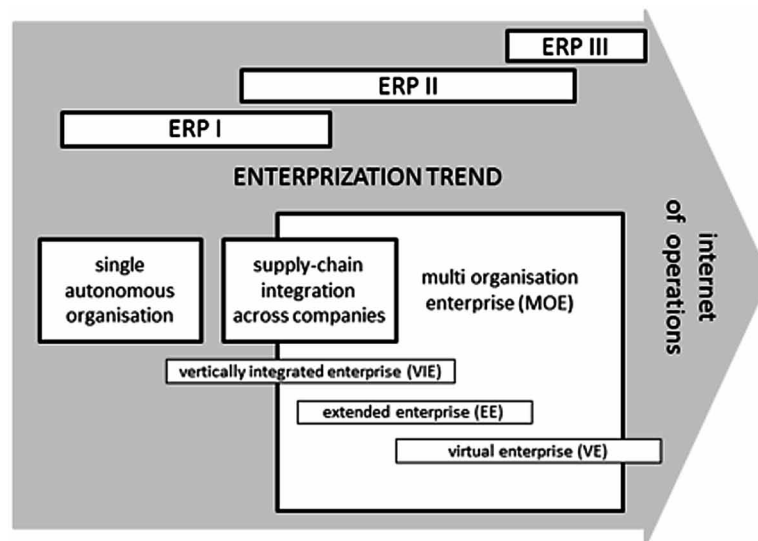 ERP III
ERP II
ERP I
ENTERPRIZATION TREND
single
autonomous
organisation
supply-chain
integration
across companies
multi organisation
enterprise (MOE)
vertically integrated enterprise (VIE)
extended enterprise (EE)
virtual enterprise (VE)
internet
of operations